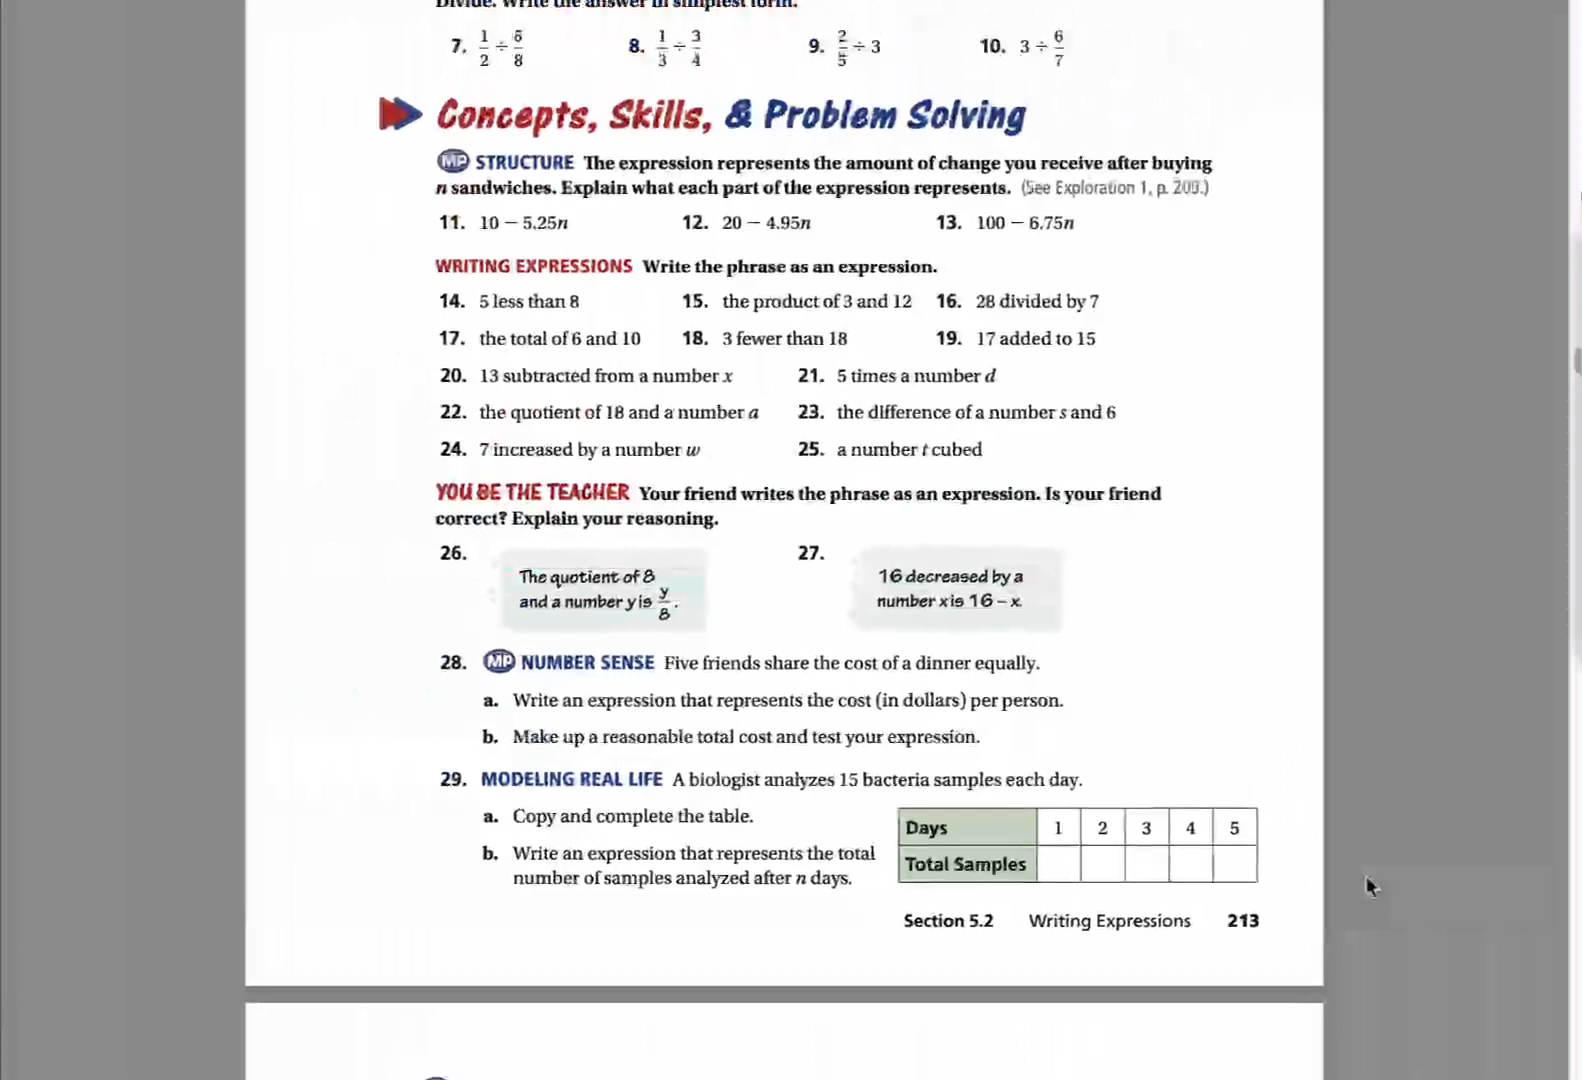 Divide. Write the answer in simplest form.
7. 1/2 ÷ 5/8 8. 1/3 ÷ 3/4 9. 2/5 ÷ 3 10. 3 ÷ 6/7
Concepts, Skills, & Problem Solving
MP STRUCTURE The expression represents the amount of change you receive after buying
n sandwiches. Explain what each part of the expression represents. (See Exploration 1, p. 209.)
11. 10 − 5.25n 12. 20 − 4.95n 13. 100 − 6.75n
WRITING EXPRESSIONS Write the phrase as an expression.
14. 5 less than 8 15. the product of 3 and 12 16. 28 divided by 7
17. the total of 6 and 10 18. 3 fewer than 18 19. 17 added to 15
20. 13 subtracted from a number x 21. 5 times a number d
22. the quotient of 18 and a number a 23. the difference of a number s and 6
24. 7 increased by a number w 25. a number t cubed
YOU BE THE TEACHER Your friend writes the phrase as an expression. Is your friend
correct? Explain your reasoning.
26. 27.
The quotient of 8
and a number y is y/8.
16 decreased by a
number x is 16 − x.
28. MP NUMBER SENSE Five friends share the cost of a dinner equally.
a. Write an expression that represents the cost (in dollars) per person.
b. Make up a reasonable total cost and test your expression.
29. MODELING REAL LIFE A biologist analyzes 15 bacteria samples each day.
a. Copy and complete the table.
b. Write an expression that represents the total
number of samples analyzed after n days.
Days 1 2 3 4 5
Total Samples
Section 5.2 Writing Expressions 213